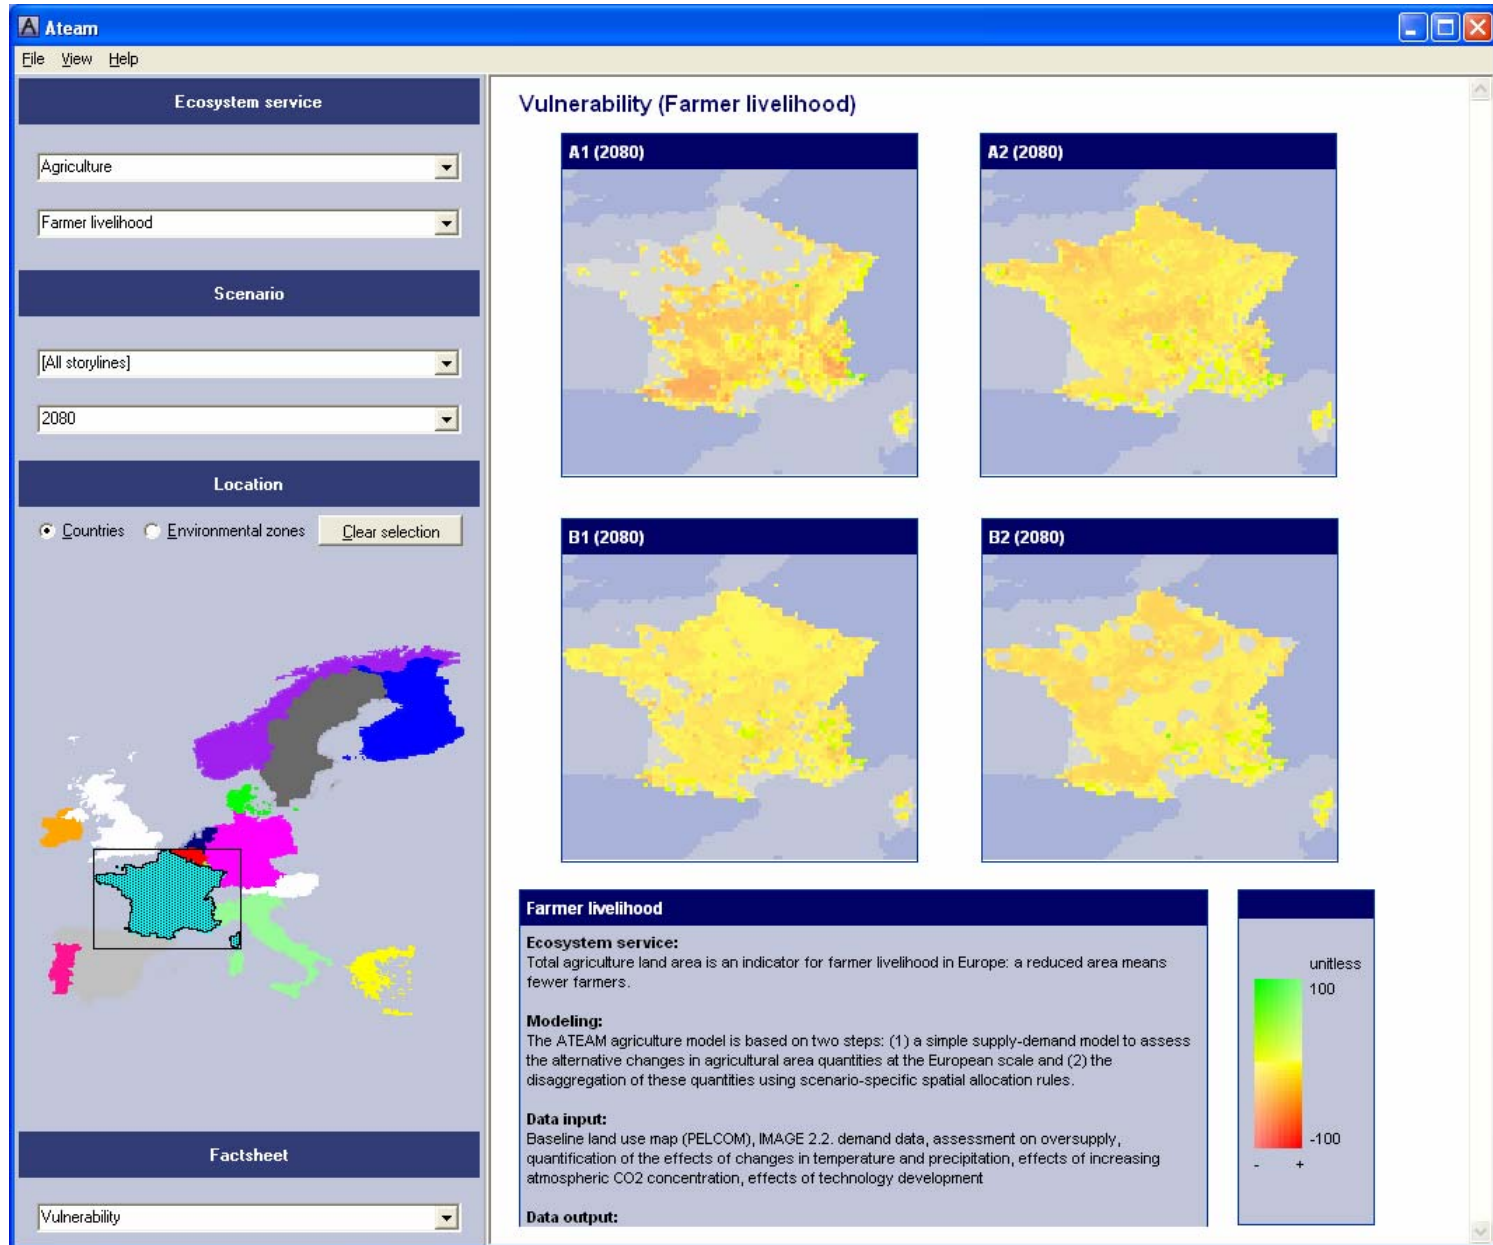 Ateam
File View Help
Ecosystem service
Agriculture
Farmer livelihood
Scenario
[All storylines]
2080
Location
Countries Environmental zones Clear selection
Factsheet
Vulnerability
Vulnerability (Farmer livelihood)
A1 (2080)
A2 (2080)
B1 (2080)
B2 (2080)
Farmer livelihood
Ecosystem service:
Total agriculture land area is an indicator for farmer livelihood in Europe: a reduced area means
fewer farmers.
Modeling:
The ATEAM agriculture model is based on two steps: (1) a simple supply-demand model to assess
the alternative changes in agricultural area quantities at the European scale and (2) the
disaggregation of these quantities using scenario-specific spatial allocation rules.
Data input:
Baseline land use map (PELCOM), IMAGE 2.2. demand data, assessment on oversupply,
quantification of the effects of changes in temperature and precipitation, effects of increasing
atmospheric CO2 concentration, effects of technology development
Data output:
unitless
100
-100
- +